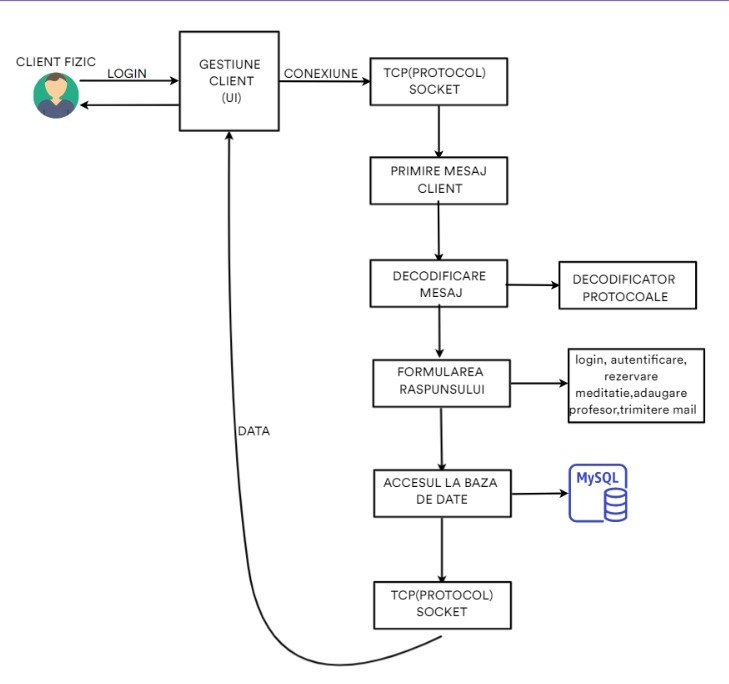 CLIENT FIZIC
LOGIN
GESTIUNE
CLIENT
(UI)
CONEXIUNE
TCP(PROTOCOL)
SOCKET
PRIMIRE MESAJ
CLIENT
DECODIFICARE
MESAJ
DECODIFICATOR
PROTOCOALE
FORMULAREA
RASPUNSULUI
login, autentificare,
rezervare
meditatie,adaugare
profesor,trimitere mail
DATA
ACCESUL LA BAZA
DE DATE
MySQL
TCP(PROTOCOL)
SOCKET